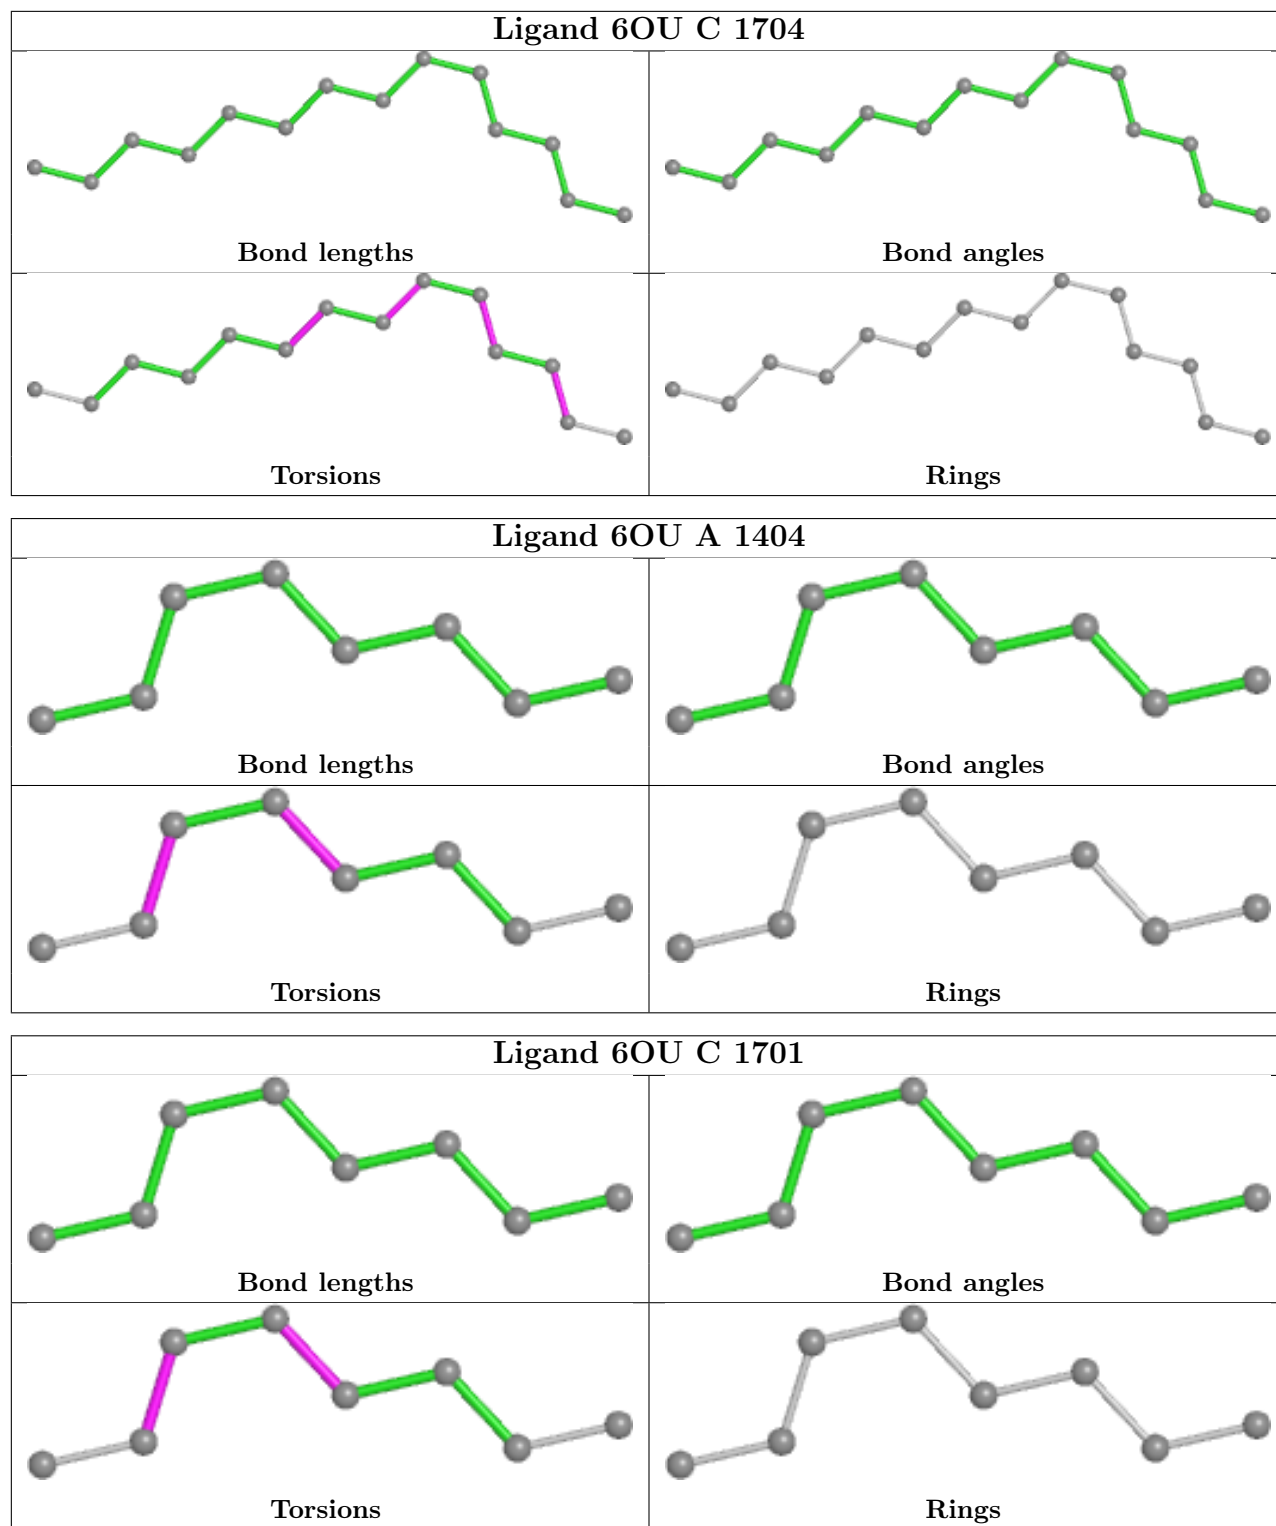 Ligand 6OU C 1704
Bond lengths
Bond angles
Torsions
Rings
Ligand 6OU A 1404
Bond lengths
Bond angles
Torsions
Rings
Ligand 6OU C 1701
Bond lengths
Bond angles
Torsions
Rings